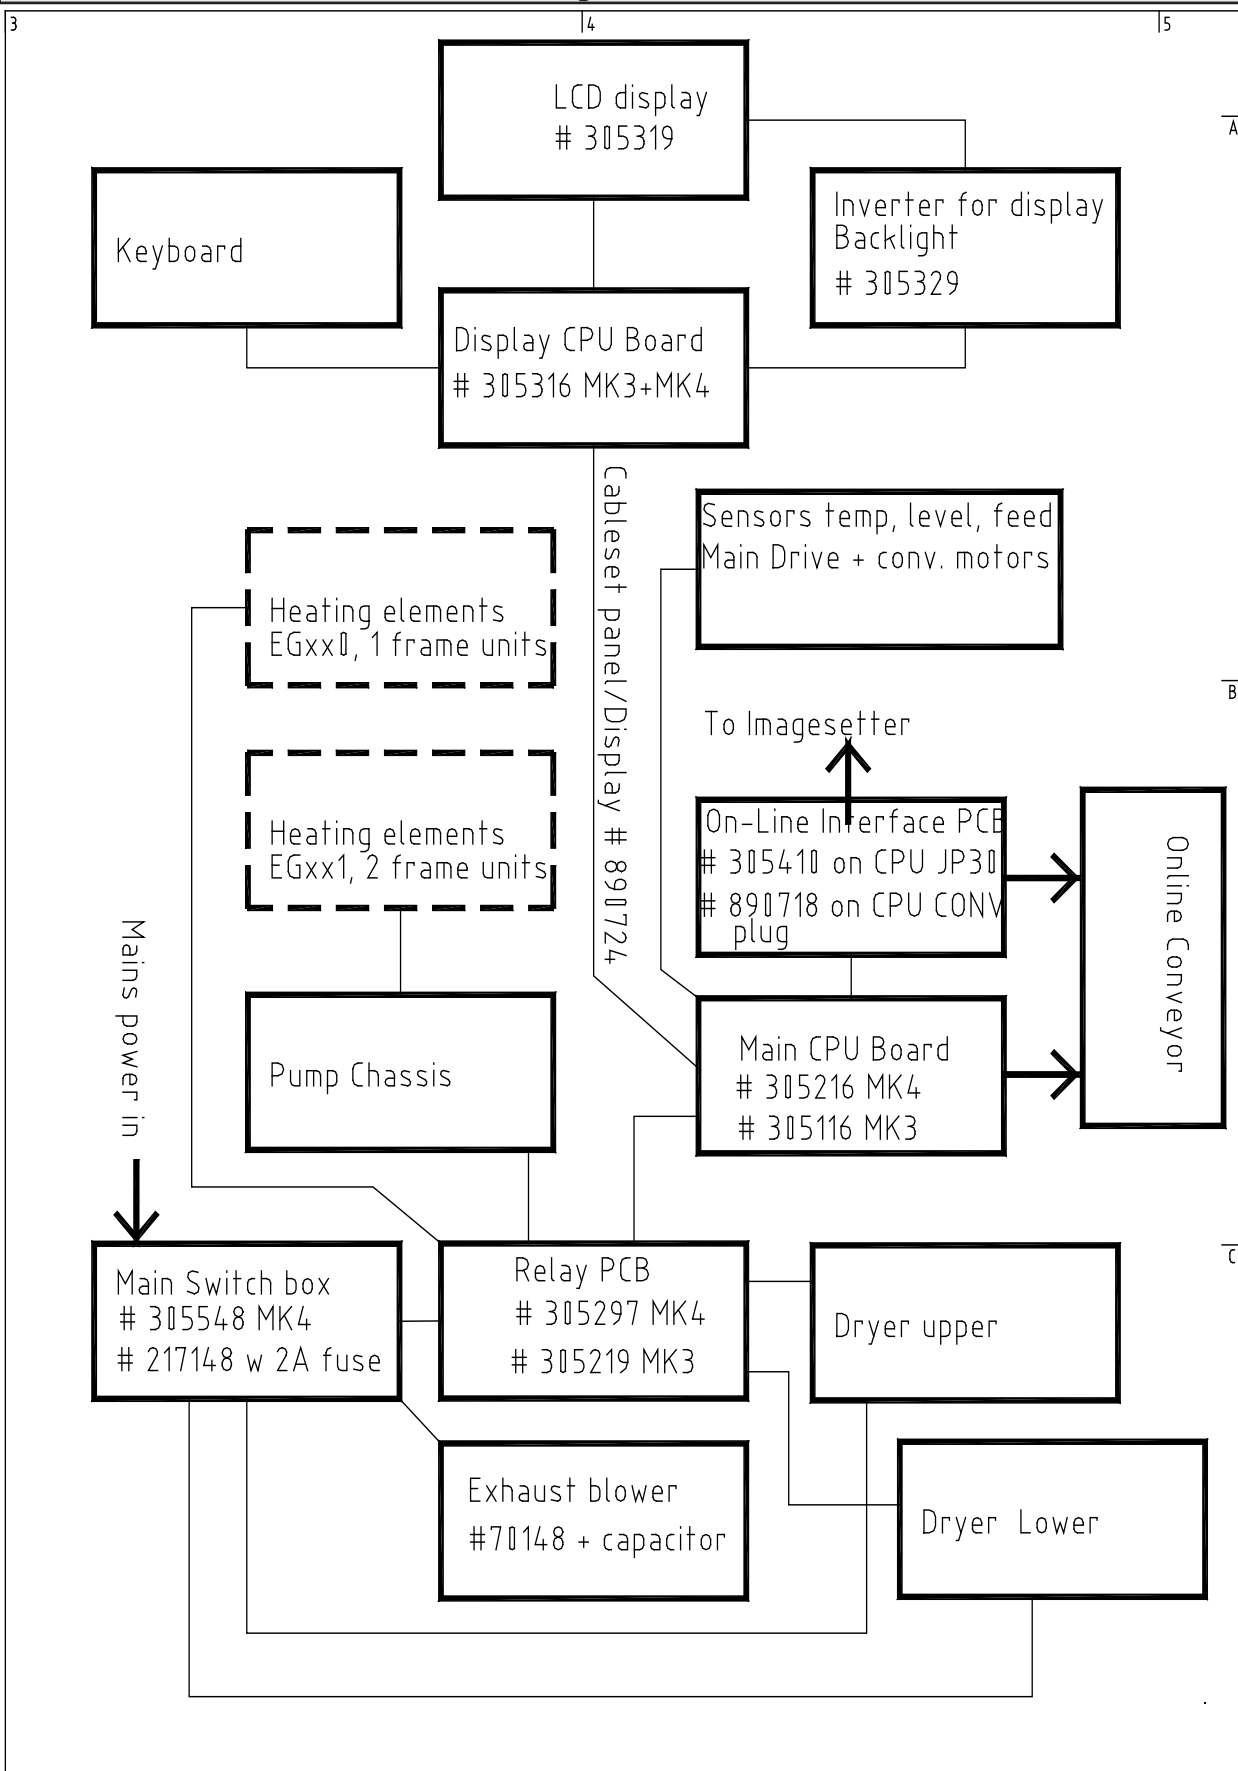 3
4
5
A
LCD display
# 305319
Keyboard
Inverter for display
Backlight
# 305329
Display CPU Board
# 305316 MK3+MK4
Cableset panel/Display # 890724
Sensors temp, level, feed
Main Drive + conv. motors
Heating elements
EGxx0, 1 frame units
B
To Imagesetter
Heating elements
EGxx1, 2 frame units
On-Line Interface PCB
# 305410 on CPU JP30
# 890718 on CPU CONV
plug
Online Conveyor
Mains power in
Pump Chassis
Main CPU Board
# 305216 MK4
# 305116 MK3
C
Main Switch box
# 305548 MK4
# 217148 w 2A fuse
Relay PCB
# 305297 MK4
# 305219 MK3
Dryer upper
Exhaust blower
#70148 + capacitor
Dryer Lower